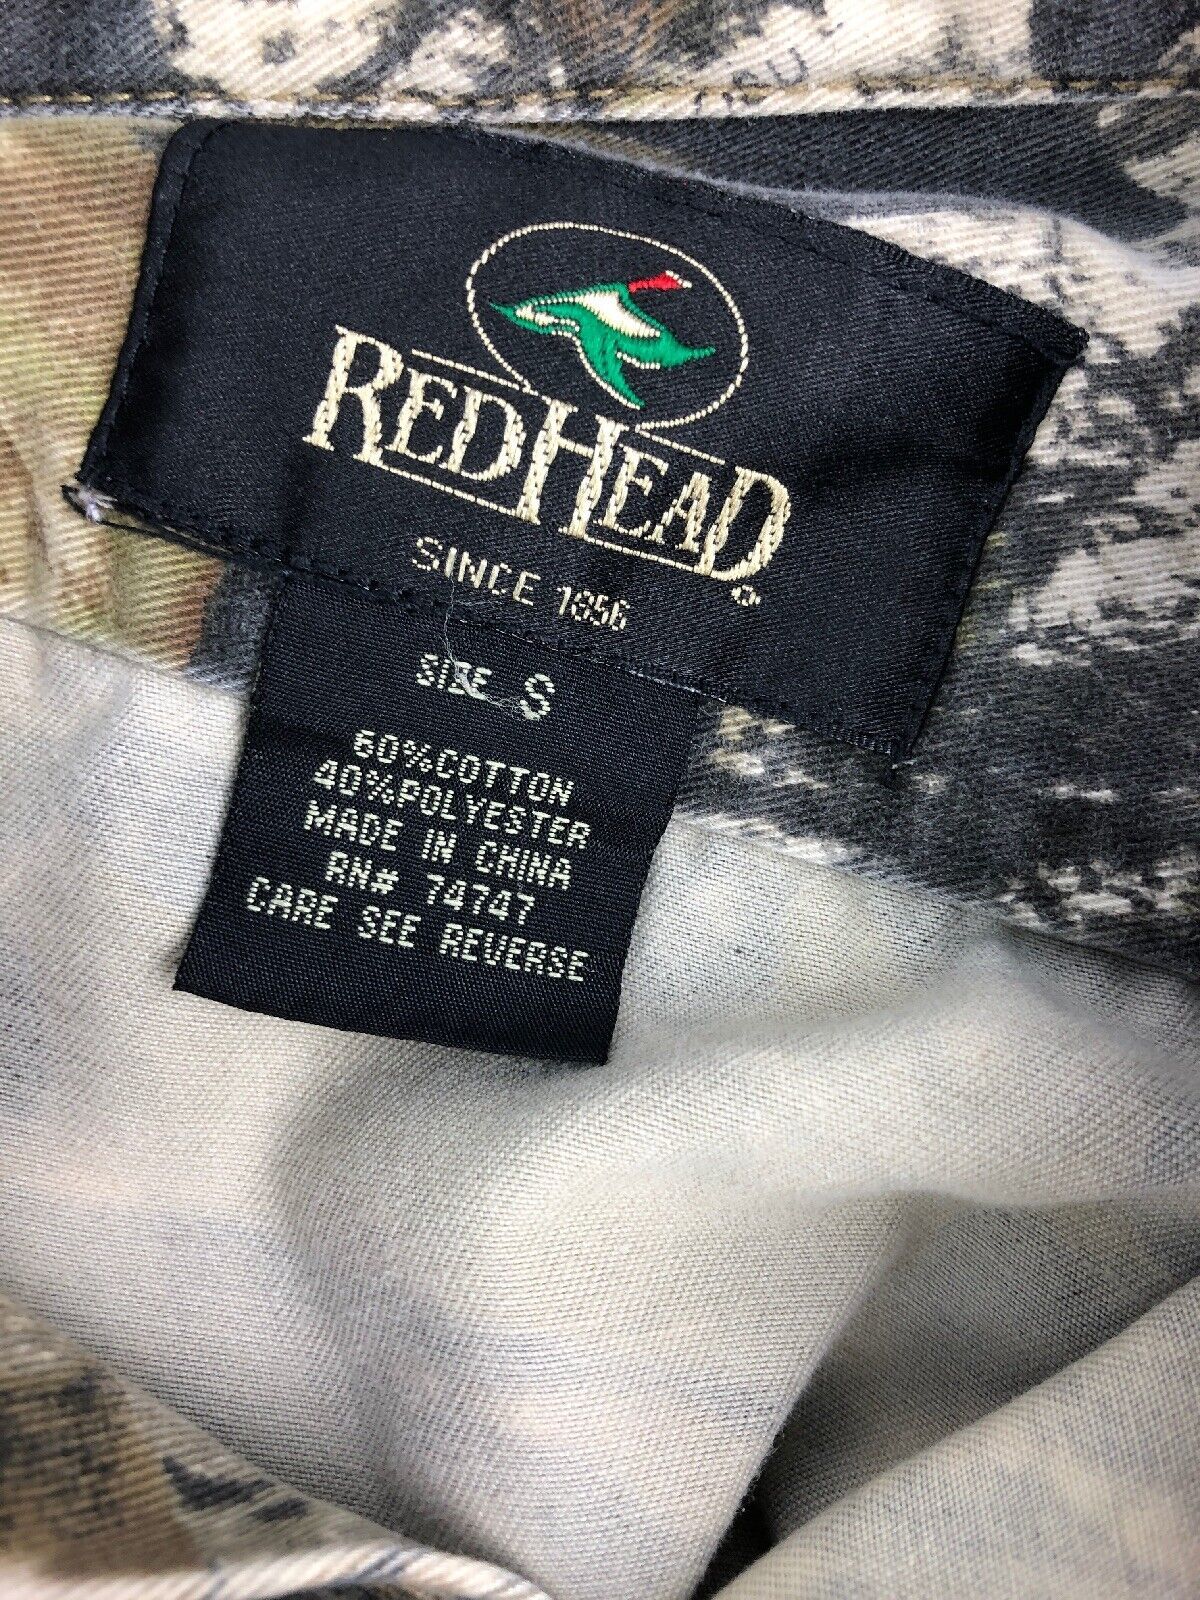 REDHEAD®
SINCE 1856
SIZE S
60%COTTON
40%POLYESTER
MADE IN CHINA
RN# 74747
CARE SEE REVERSE